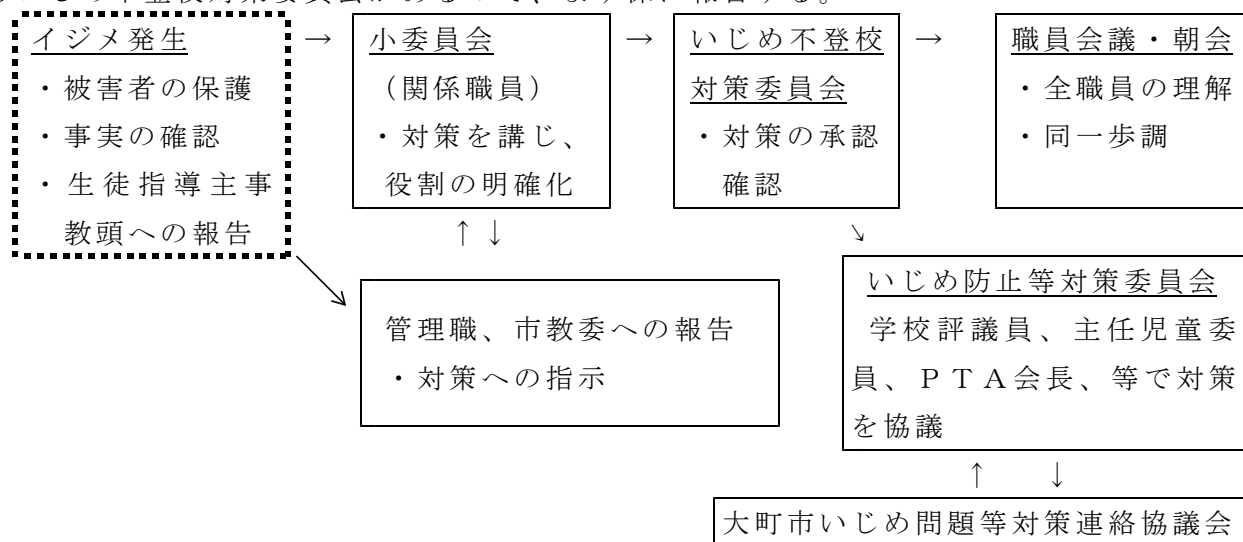 イジメ発生 → 小委員会 → いじめ不登校 → 職員会議・朝会
・被害者の保護 (関係職員) 対策委員会 ・全職員の理解
・事実の確認 ・対策を講じ、 ・対策の承認 ・同一歩調
・生徒指導主事 役割の明確化 確認
教頭への報告 ↑↓ ↘
いじめ防止等対策委員会
管理職、市教委への報告 学校評議員、主任児童委
・対策への指示 員、PTA会長、等で対策
を協議
↑ ↓
大町市いじめ問題等対策連絡協議会